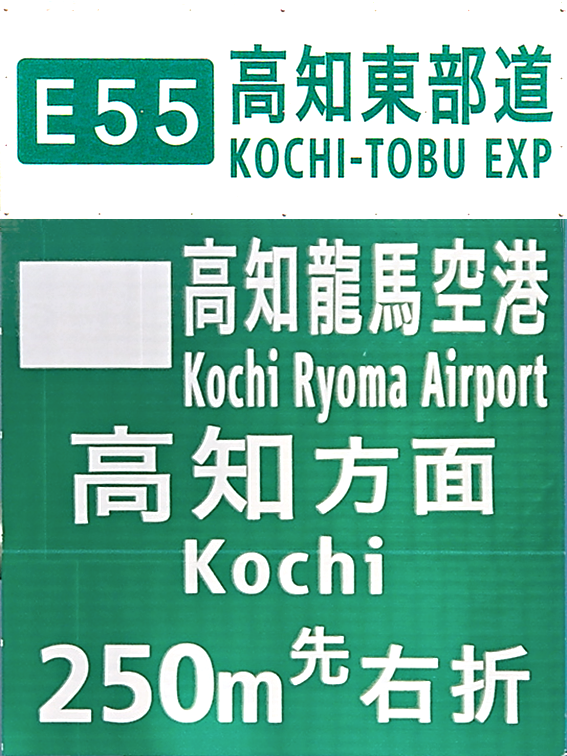 E55 高知東部道
KOCHI-TOBU EXP
高知龍馬空港
Kochi Ryoma Airport
高知方面
Kochi
250m先右折